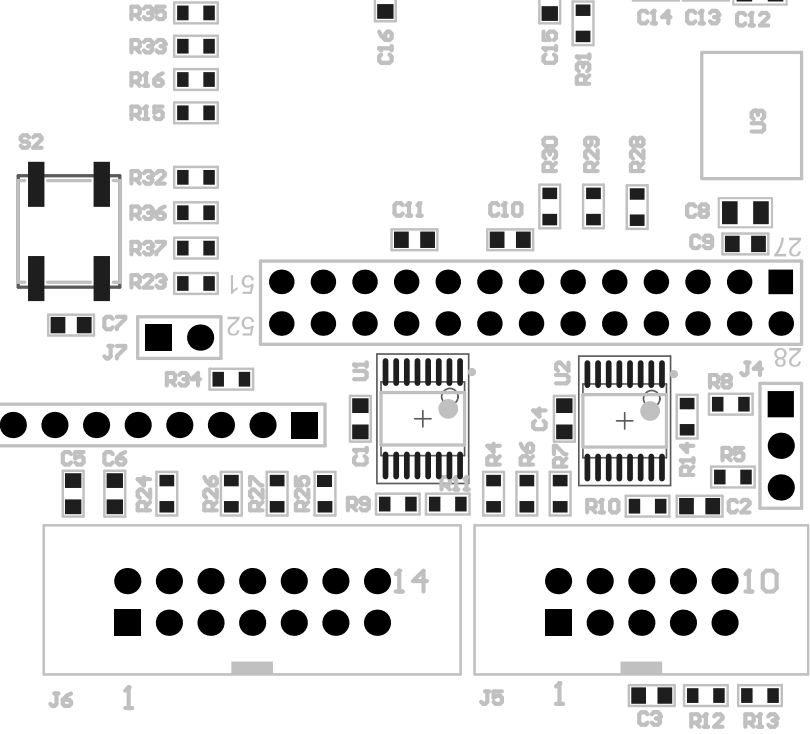 R35
C16
C15
R31
C14
C13
C12
R33
R16
R15
U3
S2
R30
R29
R28
R32
R36
C11
C10
C8
R37
C9
27
R23
51
C7
52
J7
28
R34
U1
U2
J4
R8
C4
C1
R14
C5
C6
R4
R6
R7
R5
R24
R26
R27
R25
R11
R9
R10
C2
14
10
J6
1
J5
1
C3
R12
R13